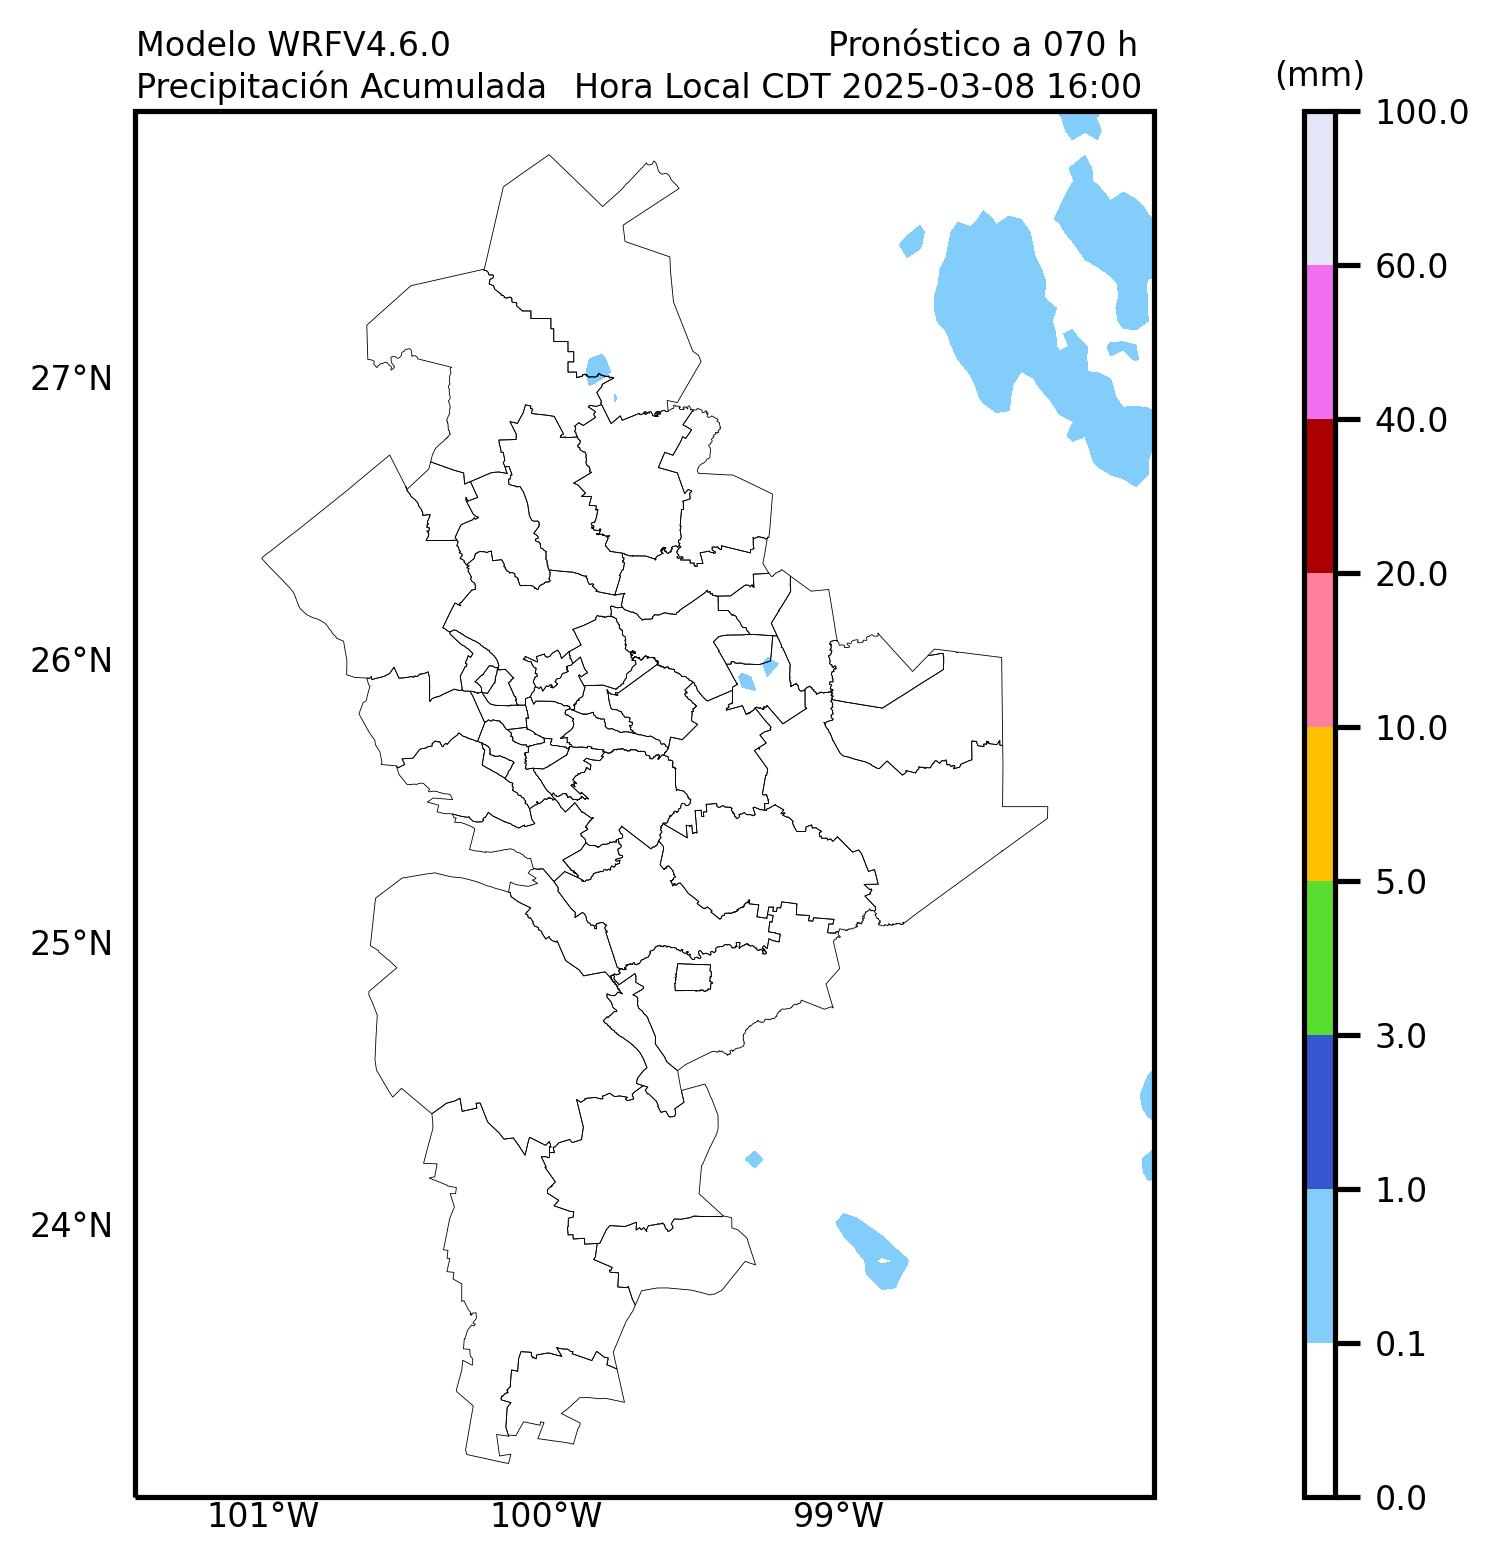 Modelo WRFV4.6.0 Pronóstico a 070 h
Precipitación Acumulada Hora Local CDT 2025-03-08 16:00
(mm)
100.0
60.0
40.0
20.0
10.0
5.0
3.0
1.0
0.1
0.0
27°N
26°N
25°N
24°N
101°W 100°W 99°W